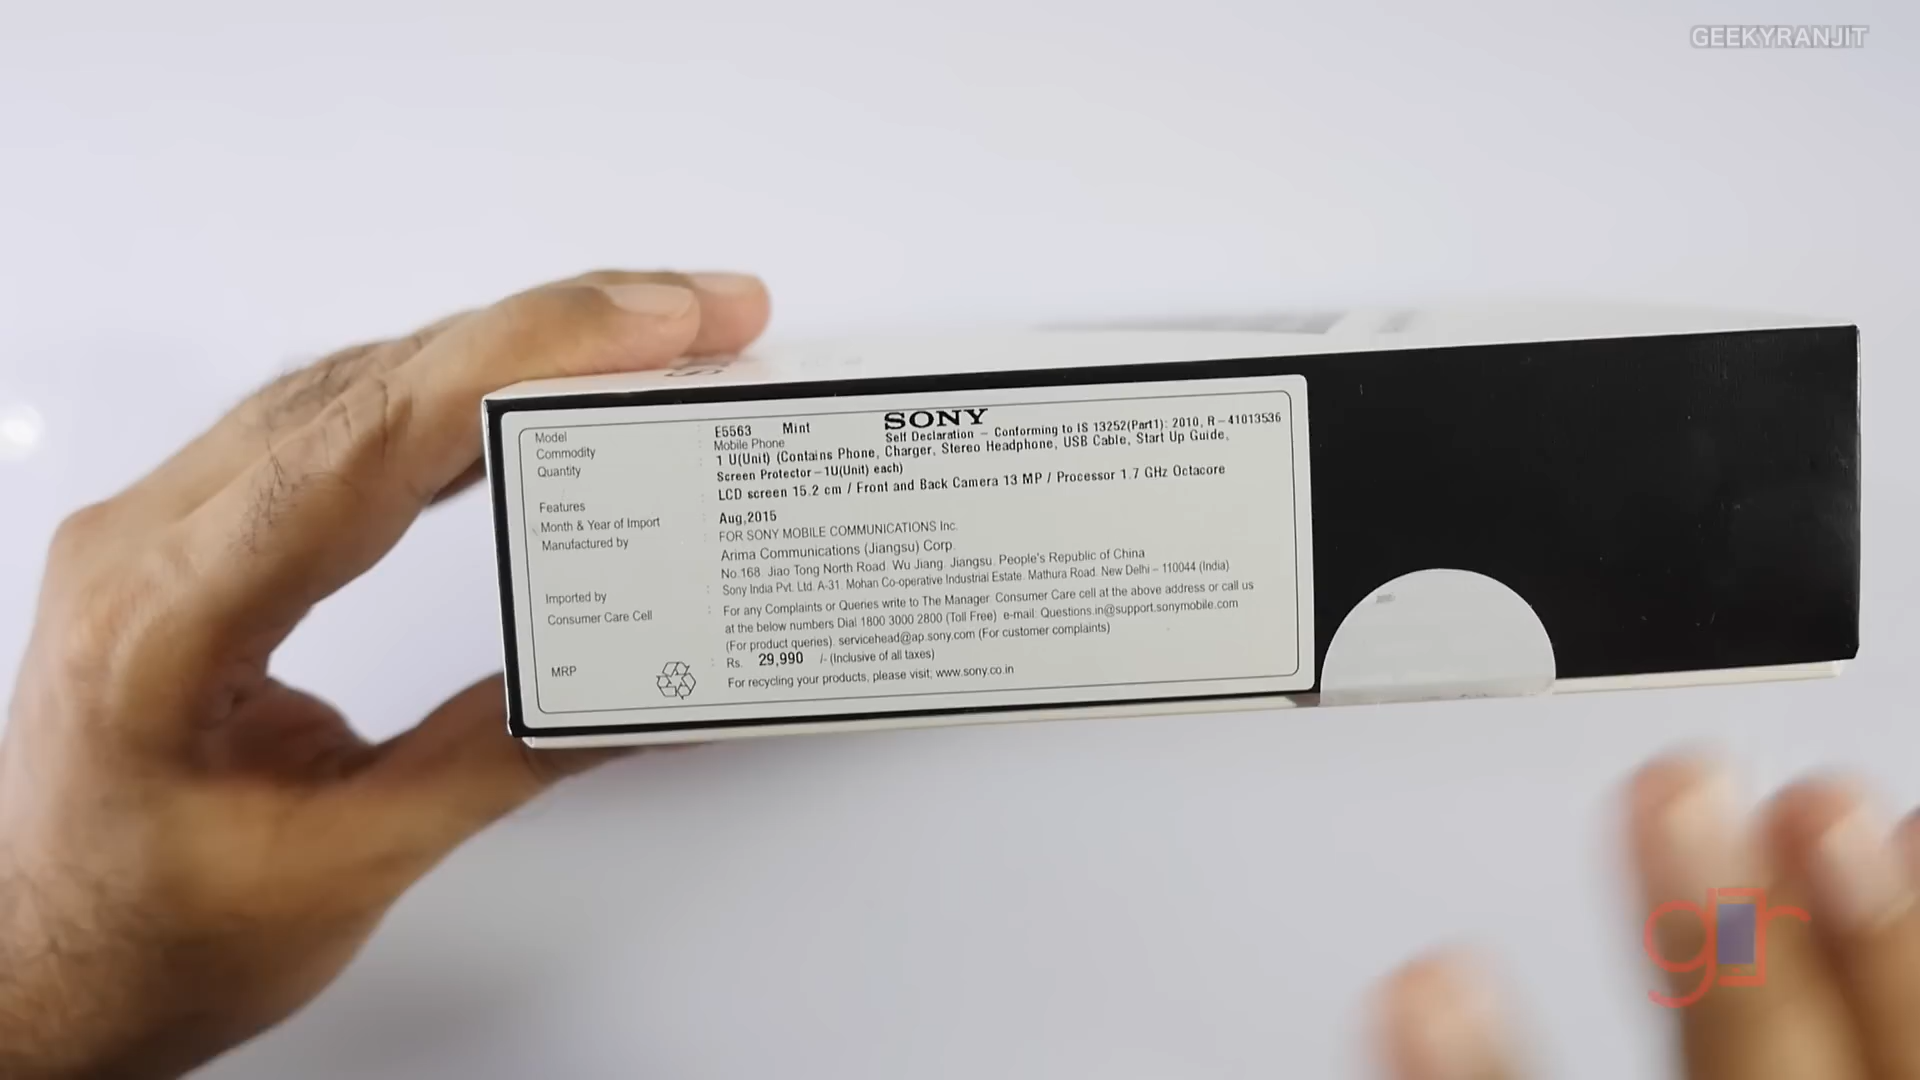 GEEKYRANJIT
SONY
Model : E5563 Mint Self Declaration – Conforming to IS 13252(Part1): 2010, R-41013536
Commodity : Mobile Phone
Quantity : 1 U(Unit) (Contains Phone, Charger, Stereo Headphone, USB Cable, Start Up Guide,
Screen Protector-1U(Unit) each)
Features : LCD screen 15.2 cm / Front and Back Camera 13 MP / Processor 1.7 GHz Octacore
Month & Year of Import : Aug,2015
Manufactured by : FOR SONY MOBILE COMMUNICATIONS Inc.
Arima Communications (Jiangsu) Corp.
No.168. Jiao Tong North Road. Wu Jiang. Jiangsu. People's Republic of China
Imported by : Sony India Pvt. Ltd. A-31. Mohan Co-operative Industrial Estate. Mathura Road. New Delhi – 110044 (India)
Consumer Care Cell : For any Complaints or Queries write to The Manager. Consumer Care cell at the above address or call us
at the below numbers Dial 1800 3000 2800 (Toll Free) e-mail: Questions.in@support.sonymobile.com
(For product queries). servicehead@ap.sony.com (For customer complaints)
MRP : Rs. 29,990 /- (Inclusive of all taxes)
For recycling your products, please visit; www.sony.co.in
gr